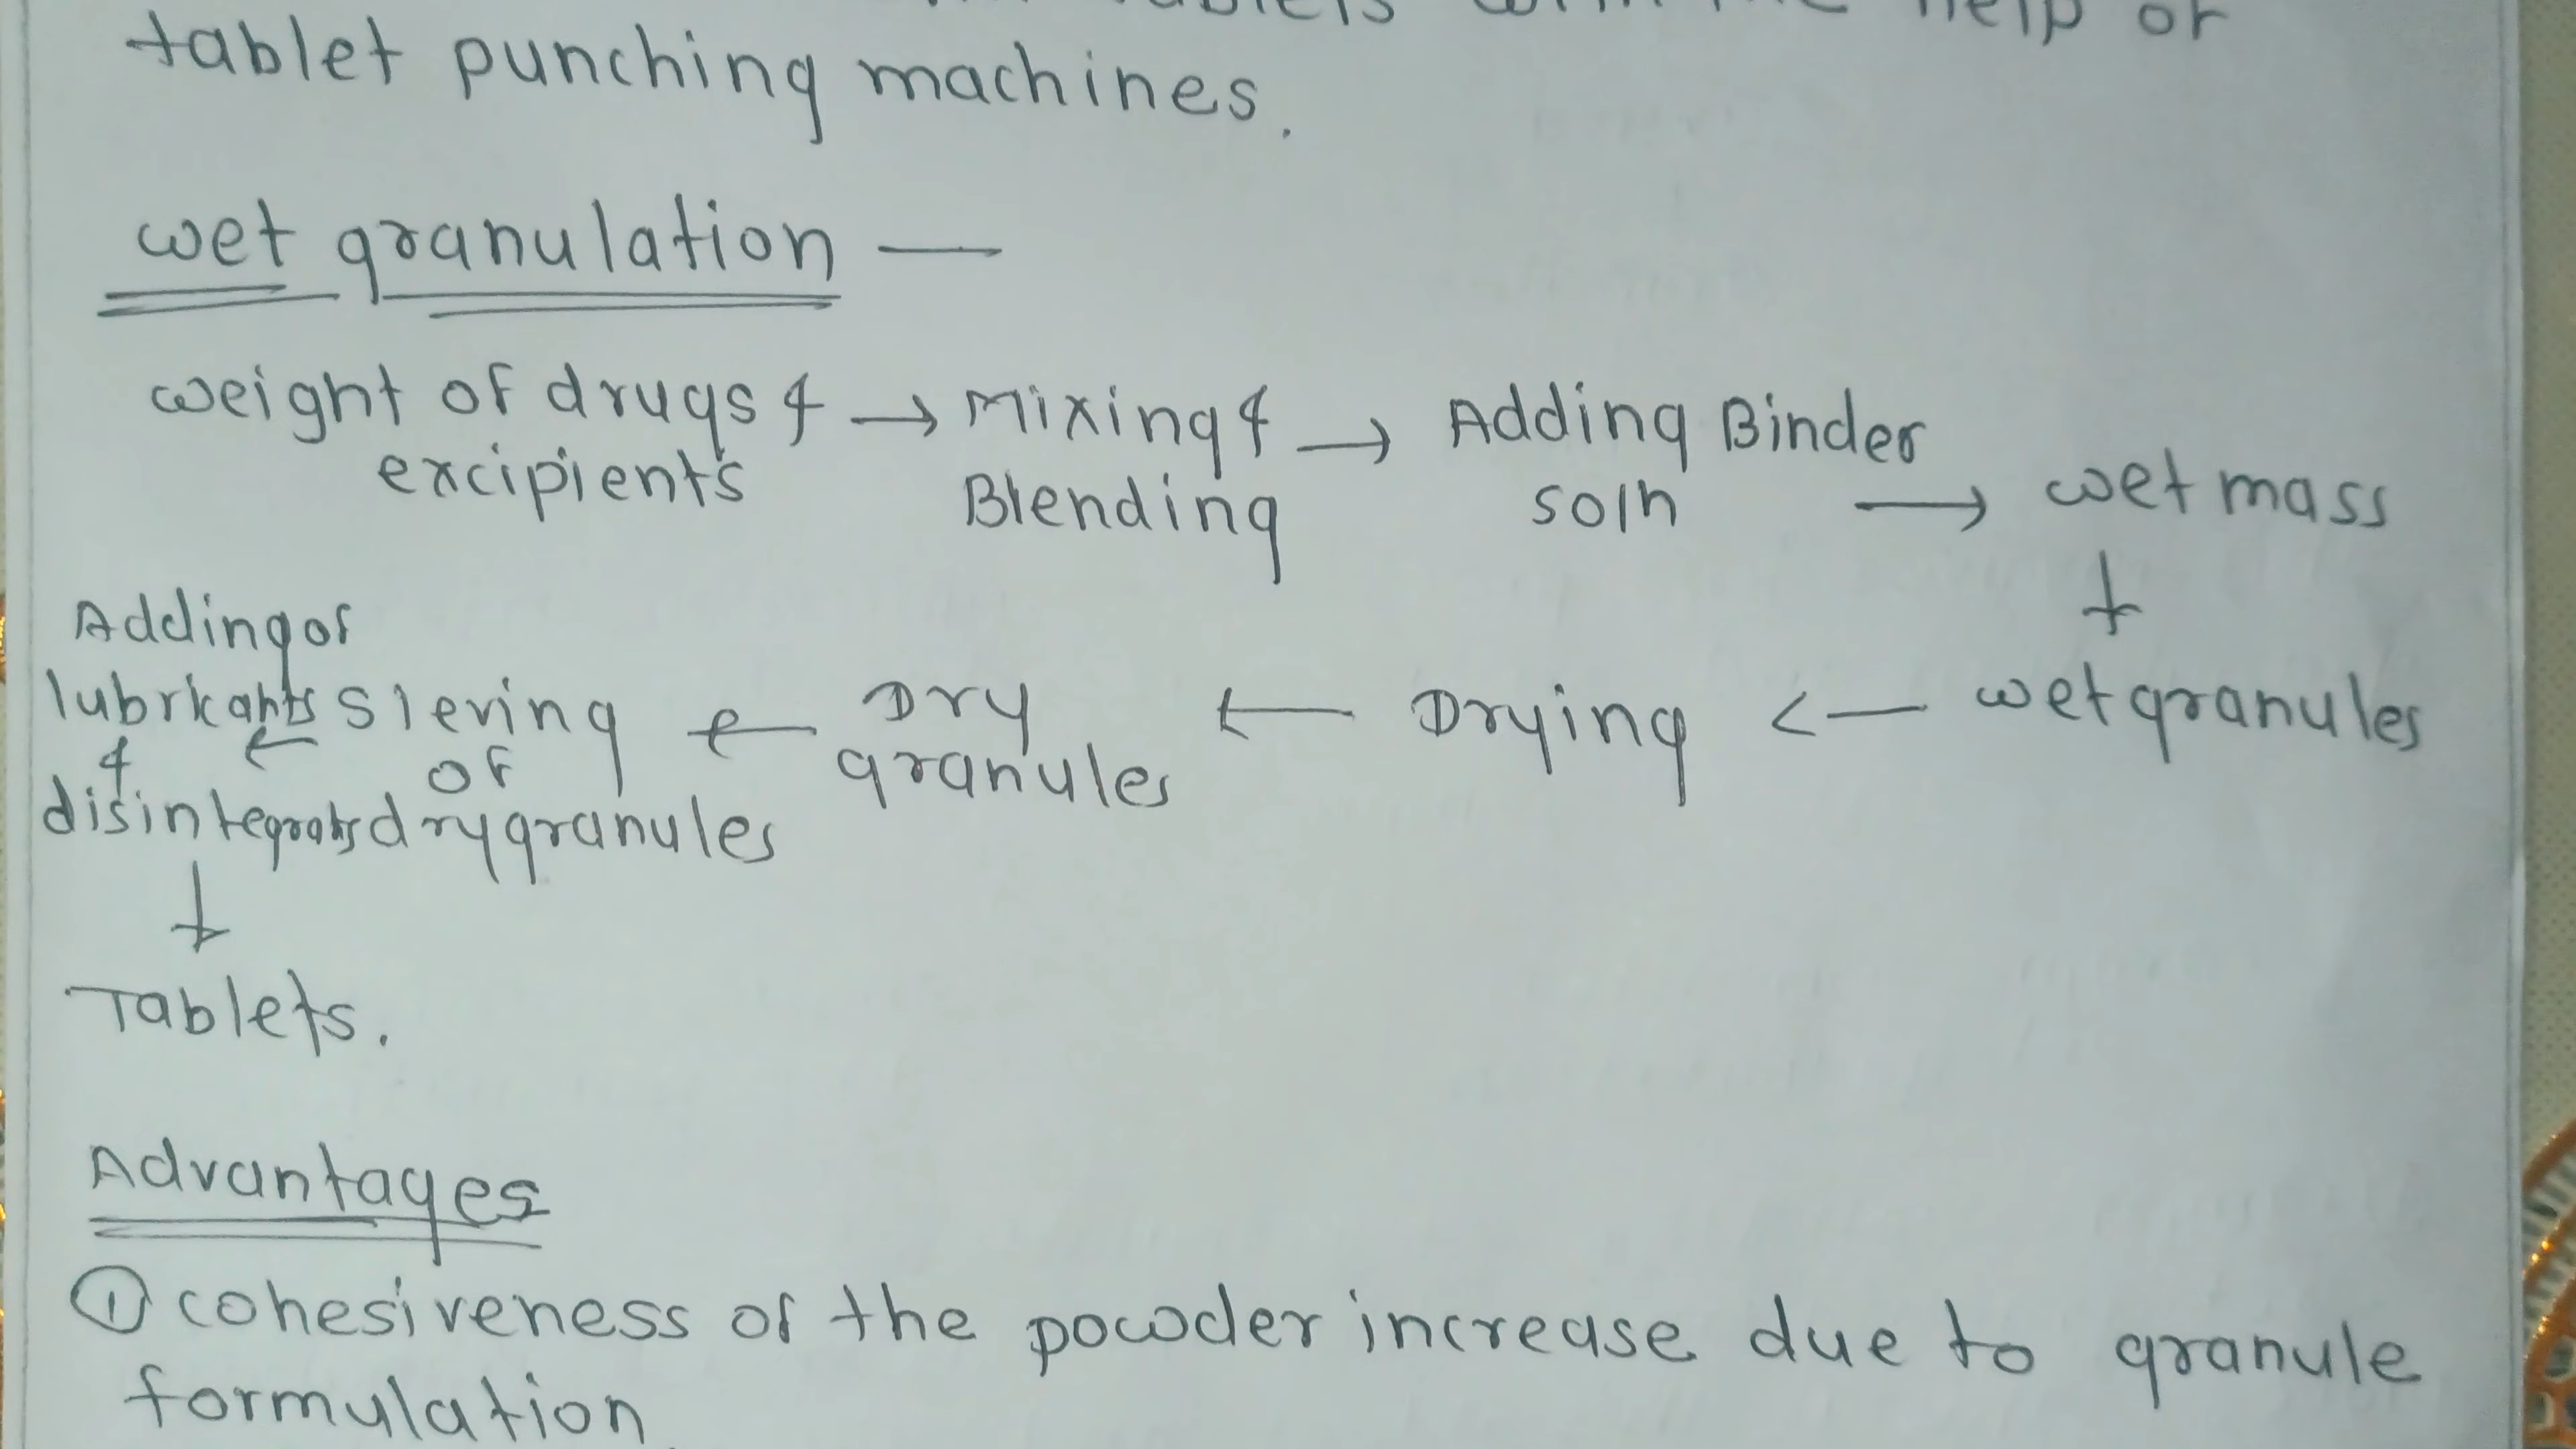 help of
tablet punching machines.
wet granulation —
weight of drugs & → Mixing & → Adding Binder
excipients Blending soln → wet mass
↓
Adding of
lubricants sieving ← Dry ← Drying <— wet granules
& ← of granules
disintegrants dry granules
↓
Tablets.
Advantages
① cohesiveness of the powder increase due to granule
formulation